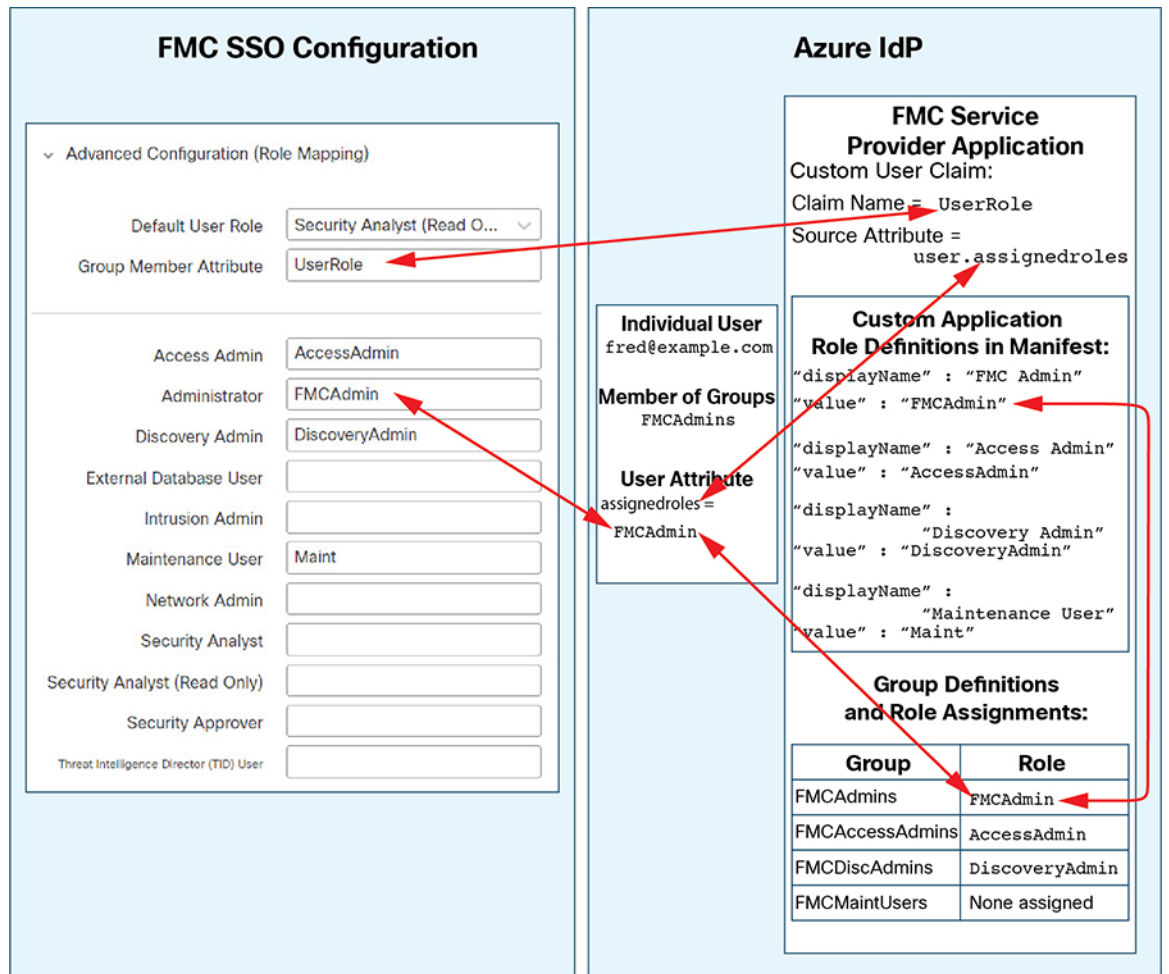 FMC SSO Configuration
Advanced Configuration (Role Mapping)
Default User Role
Security Analyst (Read O...
Group Member Attribute
UserRole
Access Admin
AccessAdmin
Administrator
FMCAdmin
Discovery Admin
DiscoveryAdmin
External Database User
Intrusion Admin
Maintenance User
Maint
Network Admin
Security Analyst
Security Analyst (Read Only)
Security Approver
Threat Intelligence Director (TID) User
Azure IdP
Individual User
fred@example.com
Member of Groups
FMCAdmins
User Attribute
assignedroles =
FMCAdmin
FMC Service
Provider Application
Custom User Claim:
Claim Name = UserRole
Source Attribute =
user.assignedroles
Custom Application
Role Definitions in Manifest:
“displayName” : “FMC Admin”
“value” : “FMCAdmin”
“displayName” : “Access Admin”
“value” : “AccessAdmin”
“displayName” :
“Discovery Admin”
“value” : “DiscoveryAdmin”
“displayName” :
“Maintenance User”
“value” : “Maint”
Group Definitions
and Role Assignments:
Group Role
FMCAdmins FMCAdmin
FMCAccessAdmins AccessAdmin
FMCDiscAdmins DiscoveryAdmin
FMCMaintUsers None assigned